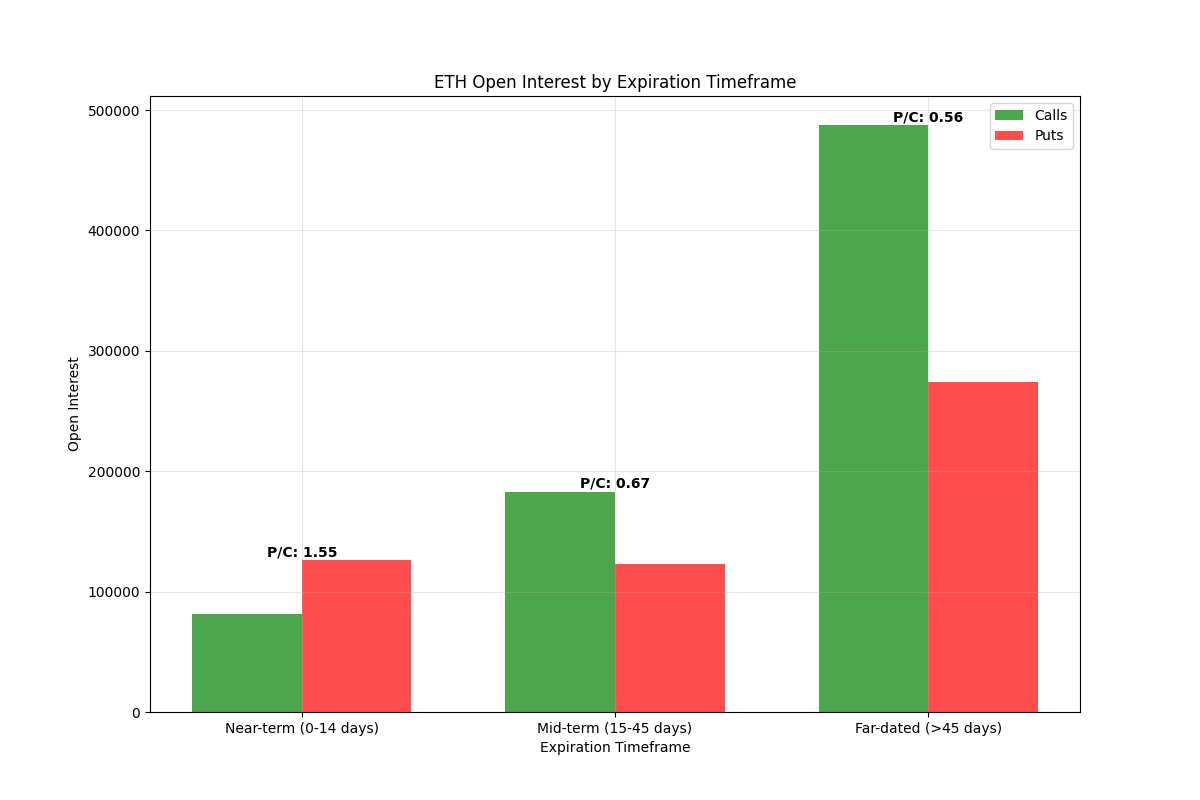 ETH Open Interest by Expiration Timeframe
500000
400000
300000
200000
100000
0
Open Interest
P/C: 1.55
P/C: 0.67
P/C: 0.56
Calls
Puts
Near-term (0-14 days)
Mid-term (15-45 days)
Far-dated (>45 days)
Expiration Timeframe